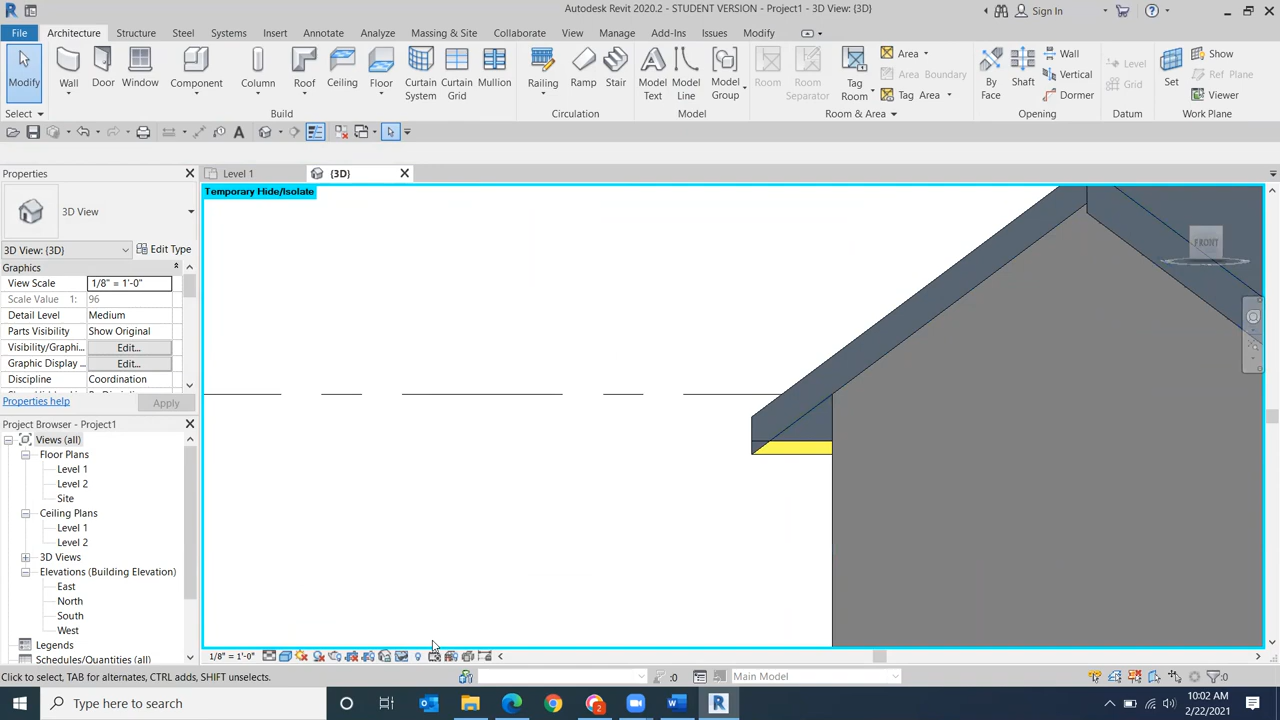 Autodesk Revit 2020.2 - STUDENT VERSION - Project1 - 3D View: {3D}
Sign In
File Architecture Structure Steel Systems Insert Annotate Analyze Massing & Site Collaborate View Manage Add-Ins Issues Modify
Modify
Wall
Door
Window
Component
Column
Roof
Ceiling
Floor
Curtain System
Curtain Grid
Mullion
Railing
Ramp
Stair
Model Text
Model Line
Model Group
Room
Room Separator
Tag Room
Area
Area Boundary
Tag Area
By Face
Shaft
Wall
Vertical
Dormer
Level
Grid
Set
Show
Ref Plane
Viewer
Select
Build
Circulation
Model
Room & Area
Opening
Datum
Work Plane
Properties
Level 1
{3D}
Temporary Hide/Isolate
3D View
3D View: {3D}
Edit Type
Graphics
View Scale 1/8" = 1'-0"
Scale Value 1: 96
Detail Level Medium
Parts Visibility Show Original
Visibility/Graphi... Edit...
Graphic Display ... Edit...
Discipline Coordination
Properties help
Apply
FRONT
Project Browser - Project1
Views (all)
Floor Plans
Level 1
Level 2
Site
Ceiling Plans
Level 1
Level 2
3D Views
Elevations (Building Elevation)
East
North
South
West
Legends
Schedules/Quantities (all)
1/8" = 1'-0"
Click to select, TAB for alternates, CTRL adds, SHIFT unselects.
:0
Main Model
:0
Type here to search
10:02 AM
2/22/2021